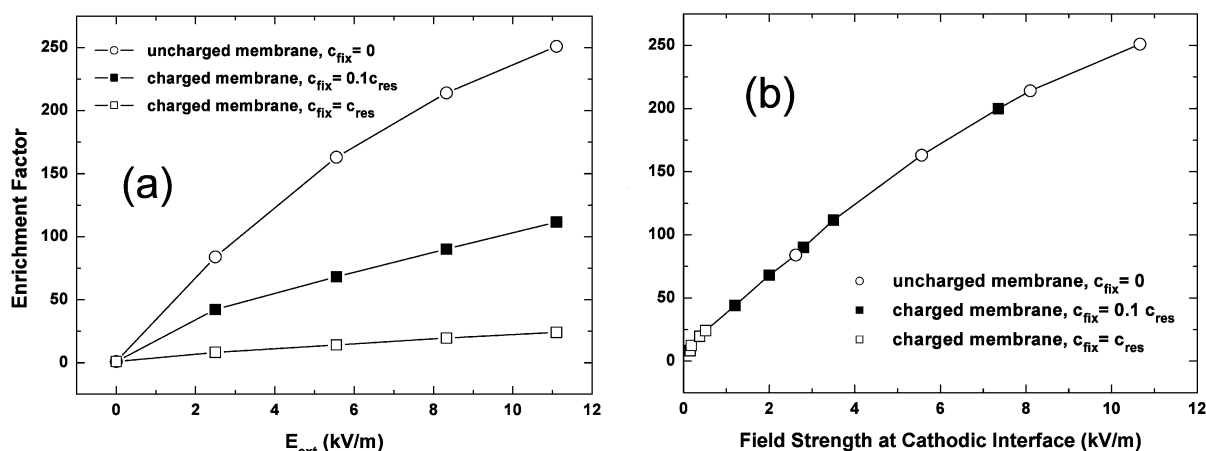 250
200
150
100
50
0
Enrichment Factor
uncharged membrane, c_fix = 0
charged membrane, c_fix = 0.1c_res
charged membrane, c_fix = c_res
(a)
0 2 4 6 8 10 12
E_ext (kV/m)
250
200
150
100
50
0
(b)
uncharged membrane, c_fix = 0
charged membrane, c_fix = 0.1 c_res
charged membrane, c_fix = c_res
0 2 4 6 8 10 12
Field Strength at Cathodic Interface (kV/m)